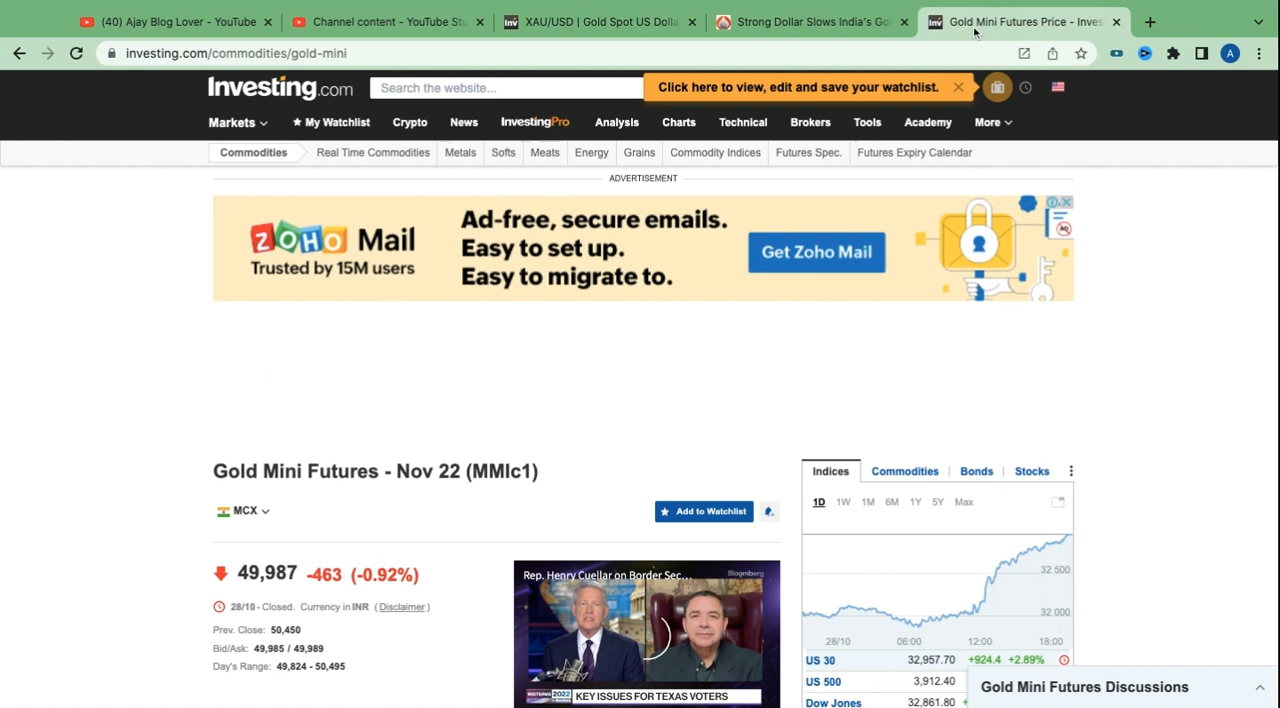 (40) Ajay Blog Lover - YouTube
Channel content - YouTube Stu
XAU/USD | Gold Spot US Dolla
Strong Dollar Slows India's Go
Gold Mini Futures Price - Inves
investing.com/commodities/gold-mini
A
Investing.com
Search the website...
Click here to view, edit and save your watchlist.
Markets
My Watchlist
Crypto
News
InvestingPro
Analysis
Charts
Technical
Brokers
Tools
Academy
More
Commodities
Real Time Commodities
Metals
Softs
Meats
Energy
Grains
Commodity Indices
Futures Spec.
Futures Expiry Calendar
ADVERTISEMENT
ZOHO Mail
Trusted by 15M users
Ad-free, secure emails.
Easy to set up.
Easy to migrate to.
Get Zoho Mail
Gold Mini Futures - Nov 22 (MMIc1)
MCX
Add to Watchlist
49,987 -463 (-0.92%)
28/10 - Closed. Currency in INR ( Disclaimer )
Prev. Close: 50,450
Bid/Ask: 49,985 / 49,989
Day's Range: 49,824 - 50,495
Rep. Henry Cuellar on Border Sec...
Bloomberg
MIDTERMS 2022
KEY ISSUES FOR TEXAS VOTERS
Indices
Commodities
Bonds
Stocks
1D 1W 1M 6M 1Y 5Y Max
32 500
32 000
28/10 06:00 12:00 18:00
US 30 32,957.70 +924.4 +2.89%
US 500 3,912.40
Dow Jones 32,861.80 +
Gold Mini Futures Discussions